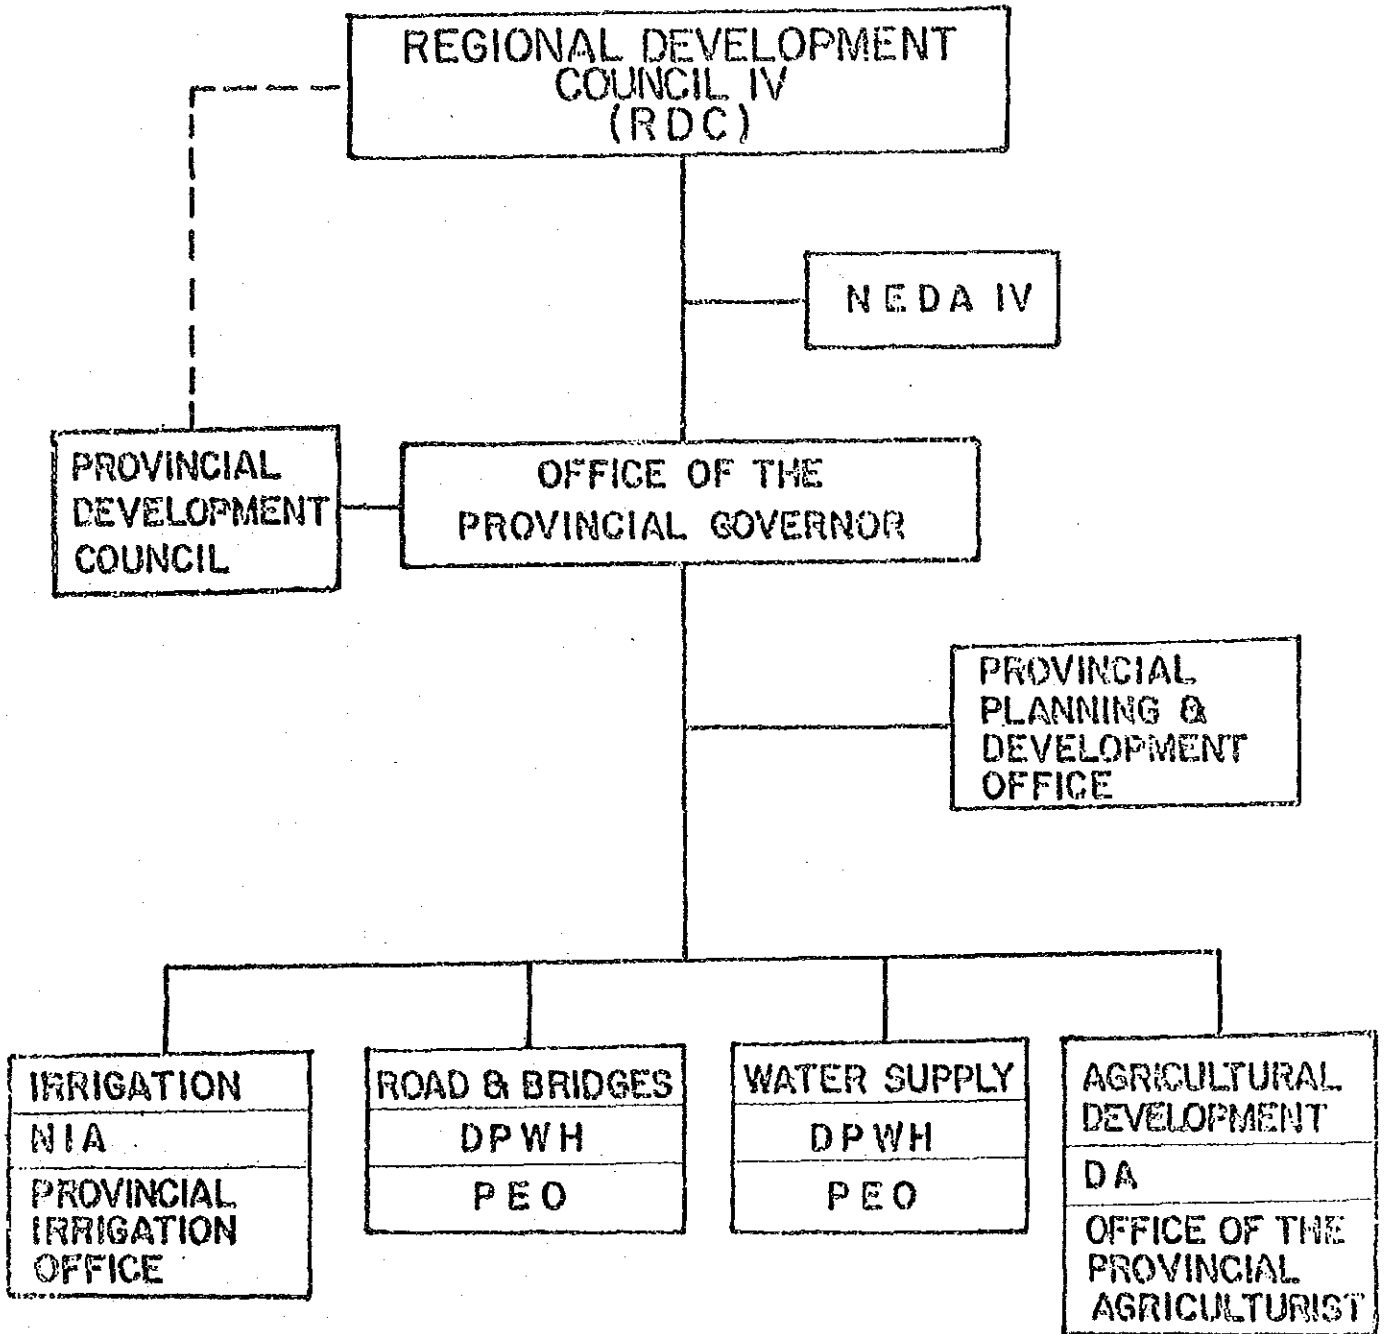 REGIONAL DEVELOPMENT
COUNCIL IV
(RDC)
NEDA IV
PROVINCIAL
DEVELOPMENT
COUNCIL
OFFICE OF THE
PROVINCIAL GOVERNOR
PROVINCIAL
PLANNING &
DEVELOPMENT
OFFICE
IRRIGATION
NIA
PROVINCIAL
IRRIGATION
OFFICE
ROAD & BRIDGES
DPWH
PEO
WATER SUPPLY
DPWH
PEO
AGRICULTURAL
DEVELOPMENT
DA
OFFICE OF THE
PROVINCIAL
AGRICULTURIST